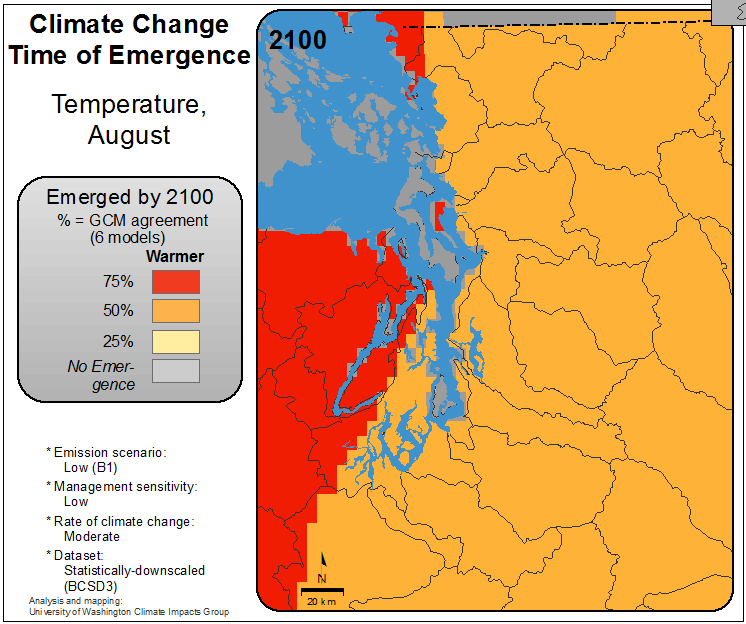 Climate Change
Time of Emergence
Temperature,
August
Emerged by 2100
% = GCM agreement
(6 models)
Warmer
75%
50%
25%
No Emer-
gence
* Emission scenario:
Low (B1)
* Management sensitivity:
Low
* Rate of climate change:
Moderate
* Dataset:
Statistically-downscaled
(BCSD3)
Analysis and mapping:
University of Washington Climate Impacts Group
2100
N
20 km